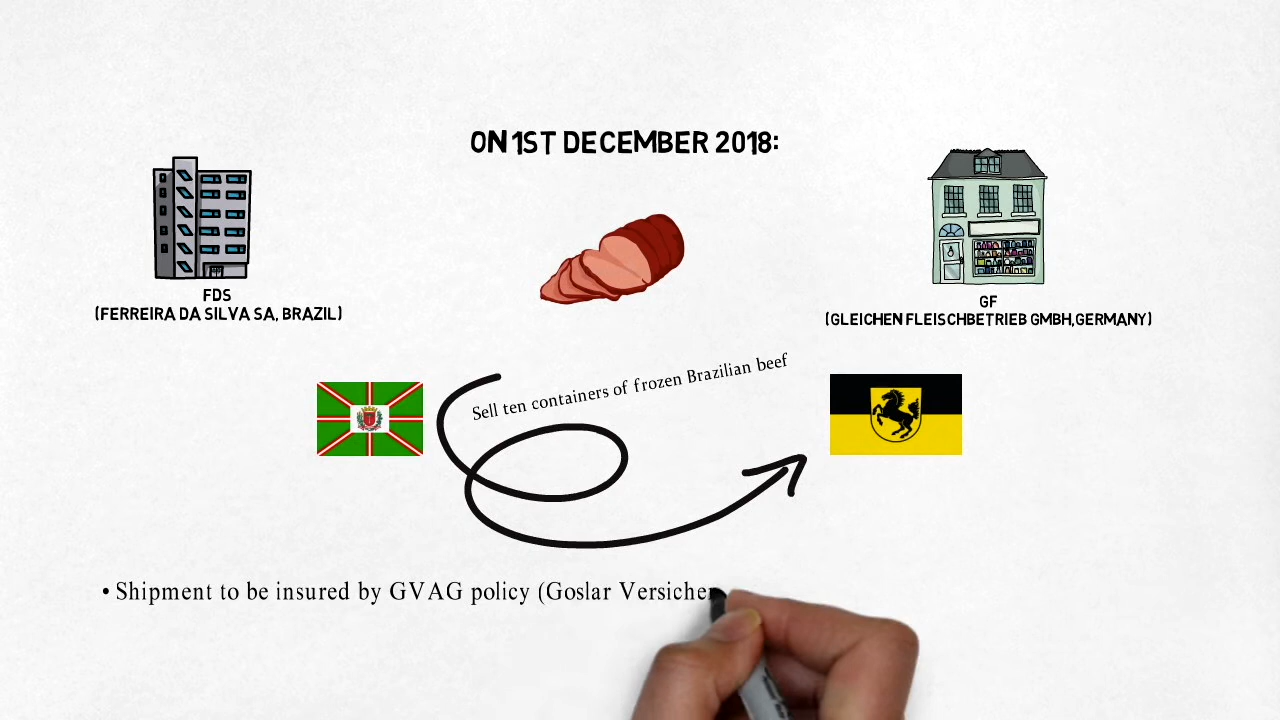 ON 1ST DECEMBER 2018:
FDS
(FERREIRA DA SILVA SA, BRAZIL)
GF
(GLEICHEN FLEISCHBETRIEB GMBH,GERMANY)
Sell ten containers of frozen Brazilian beef
• Shipment to be insured by GVAG policy (Goslar Versicher